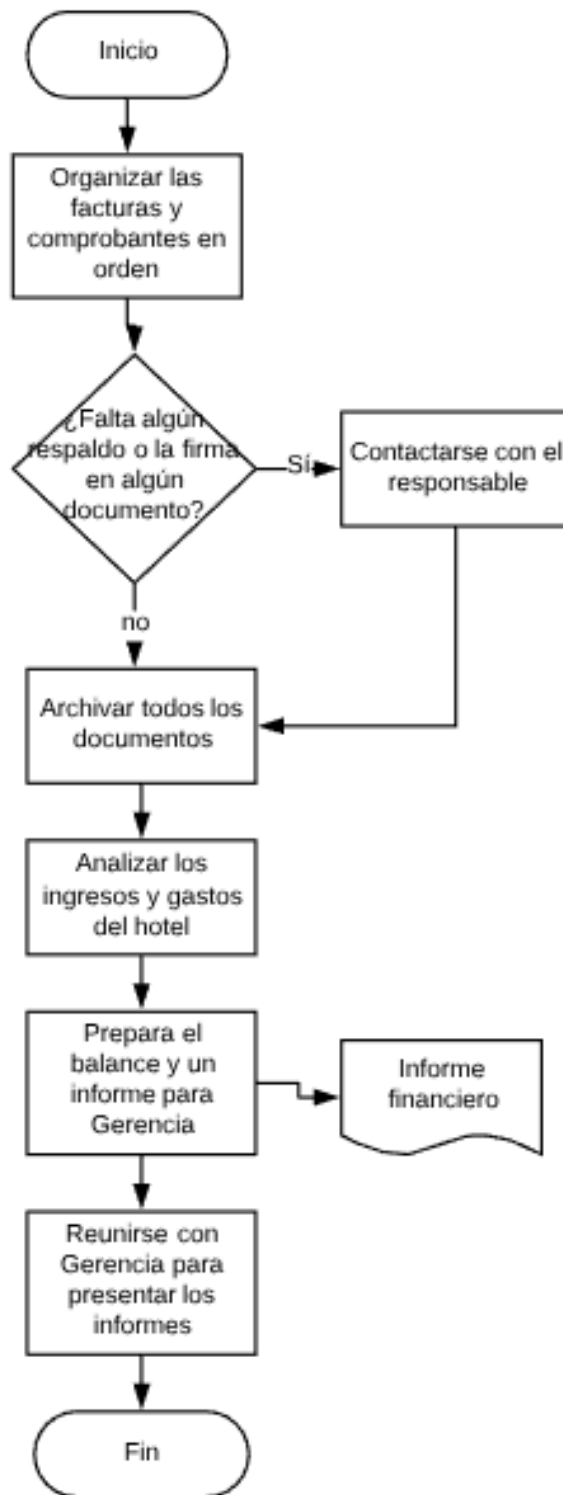 Inicio
Organizar las
facturas y
comprobantes en
orden
¿Falta algún
respaldo o la firma
en algún
documento?
Sí
Contactarse con el
responsable
no
Archivar todos los
documentos
Analizar los
ingresos y gastos
del hotel
Prepara el
balance y un
informe para
Gerencia
Informe
financiero
Reunirse con
Gerencia para
presentar los
informes
Fin